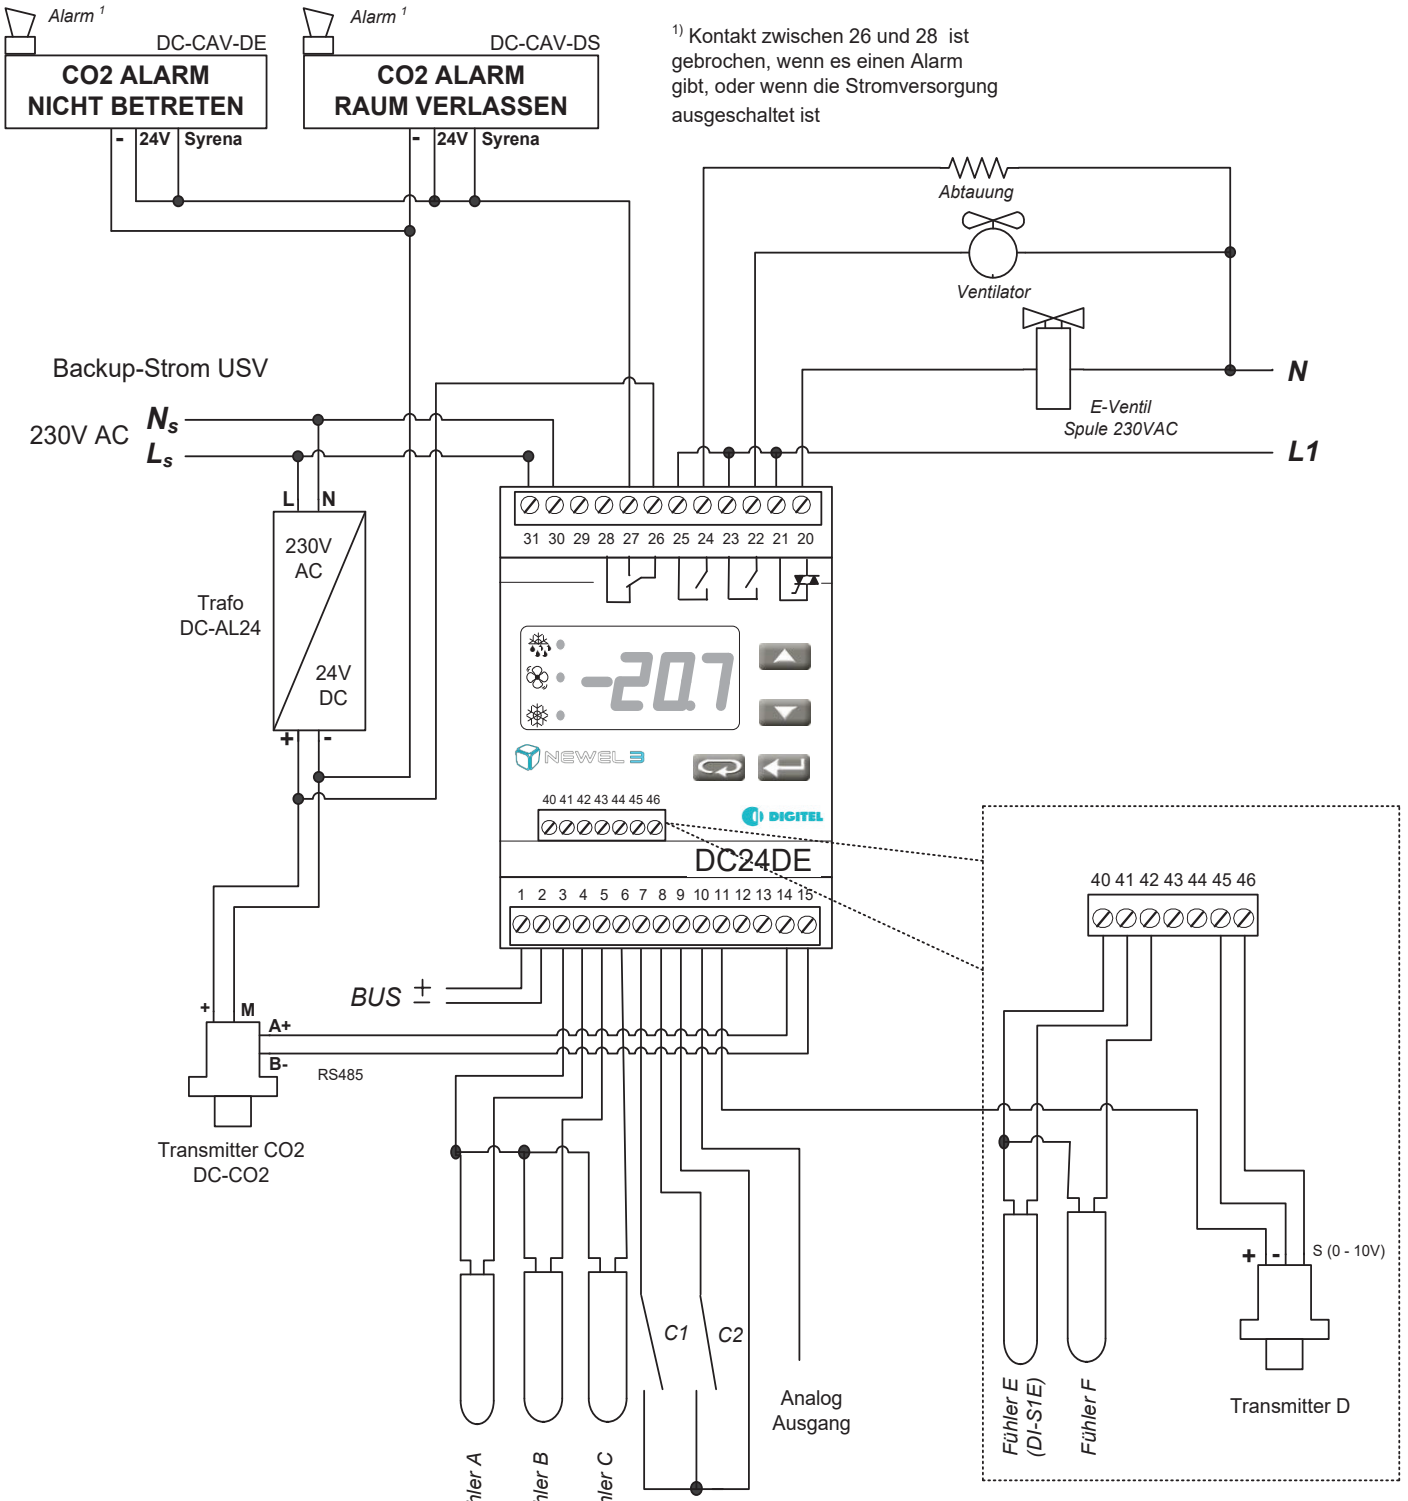 Alarm 1
DC-CAV-DE
CO2 ALARM
NICHT BETRETEN
- 24V Syrena
Alarm 1
DC-CAV-DS
CO2 ALARM
RAUM VERLASSEN
- 24V Syrena
1) Kontakt zwischen 26 und 28 ist
gebrochen, wenn es einen Alarm
gibt, oder wenn die Stromversorgung
ausgeschaltet ist
Abtauung
Ventilator
E-Ventil
Spule 230VAC
N
L1
Backup-Strom USV
230V AC
Ns
Ls
L N
230V
AC
24V
DC
+ -
Trafo
DC-AL24
31 30 29 28 27 26 25 24 23 22 21 20
-20.7
NEWEL 3
40 41 42 43 44 45 46
DIGITEL
DC24DE
1 2 3 4 5 6 7 8 9 10 11 12 13 14 15
BUS + -
+ M
A+
B-
RS485
Transmitter CO2
DC-CO2
C1
C2
Analog
Ausgang
hler A
hler B
hler C
40 41 42 43 44 45 46
+ - S (0 - 10V)
Fühler E
(DI-S1E)
Fühler F
Transmitter D